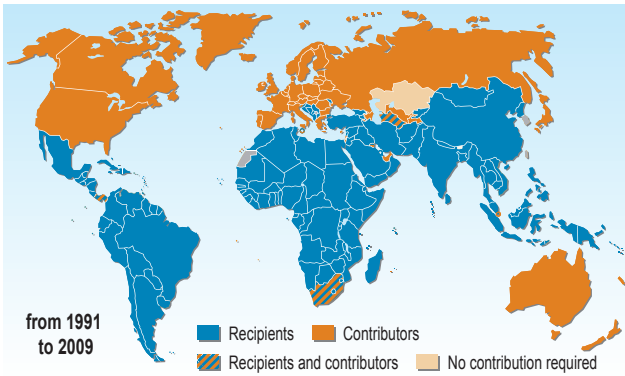 from 1991
to 2009
Recipients
Contributors
Recipients and contributors
No contribution required